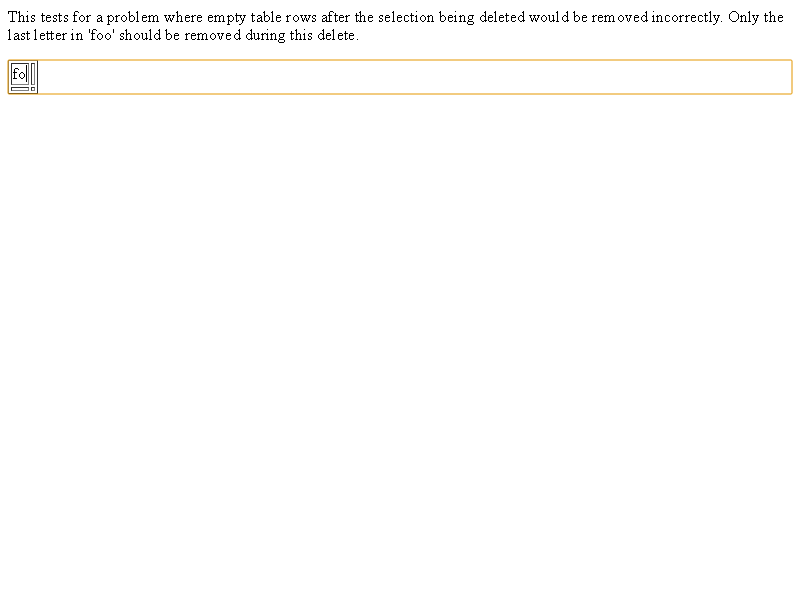 This tests for a problem where empty table rows after the selection being deleted would be removed incorrectly. Only the
last letter in 'foo' should be removed during this delete.
fo